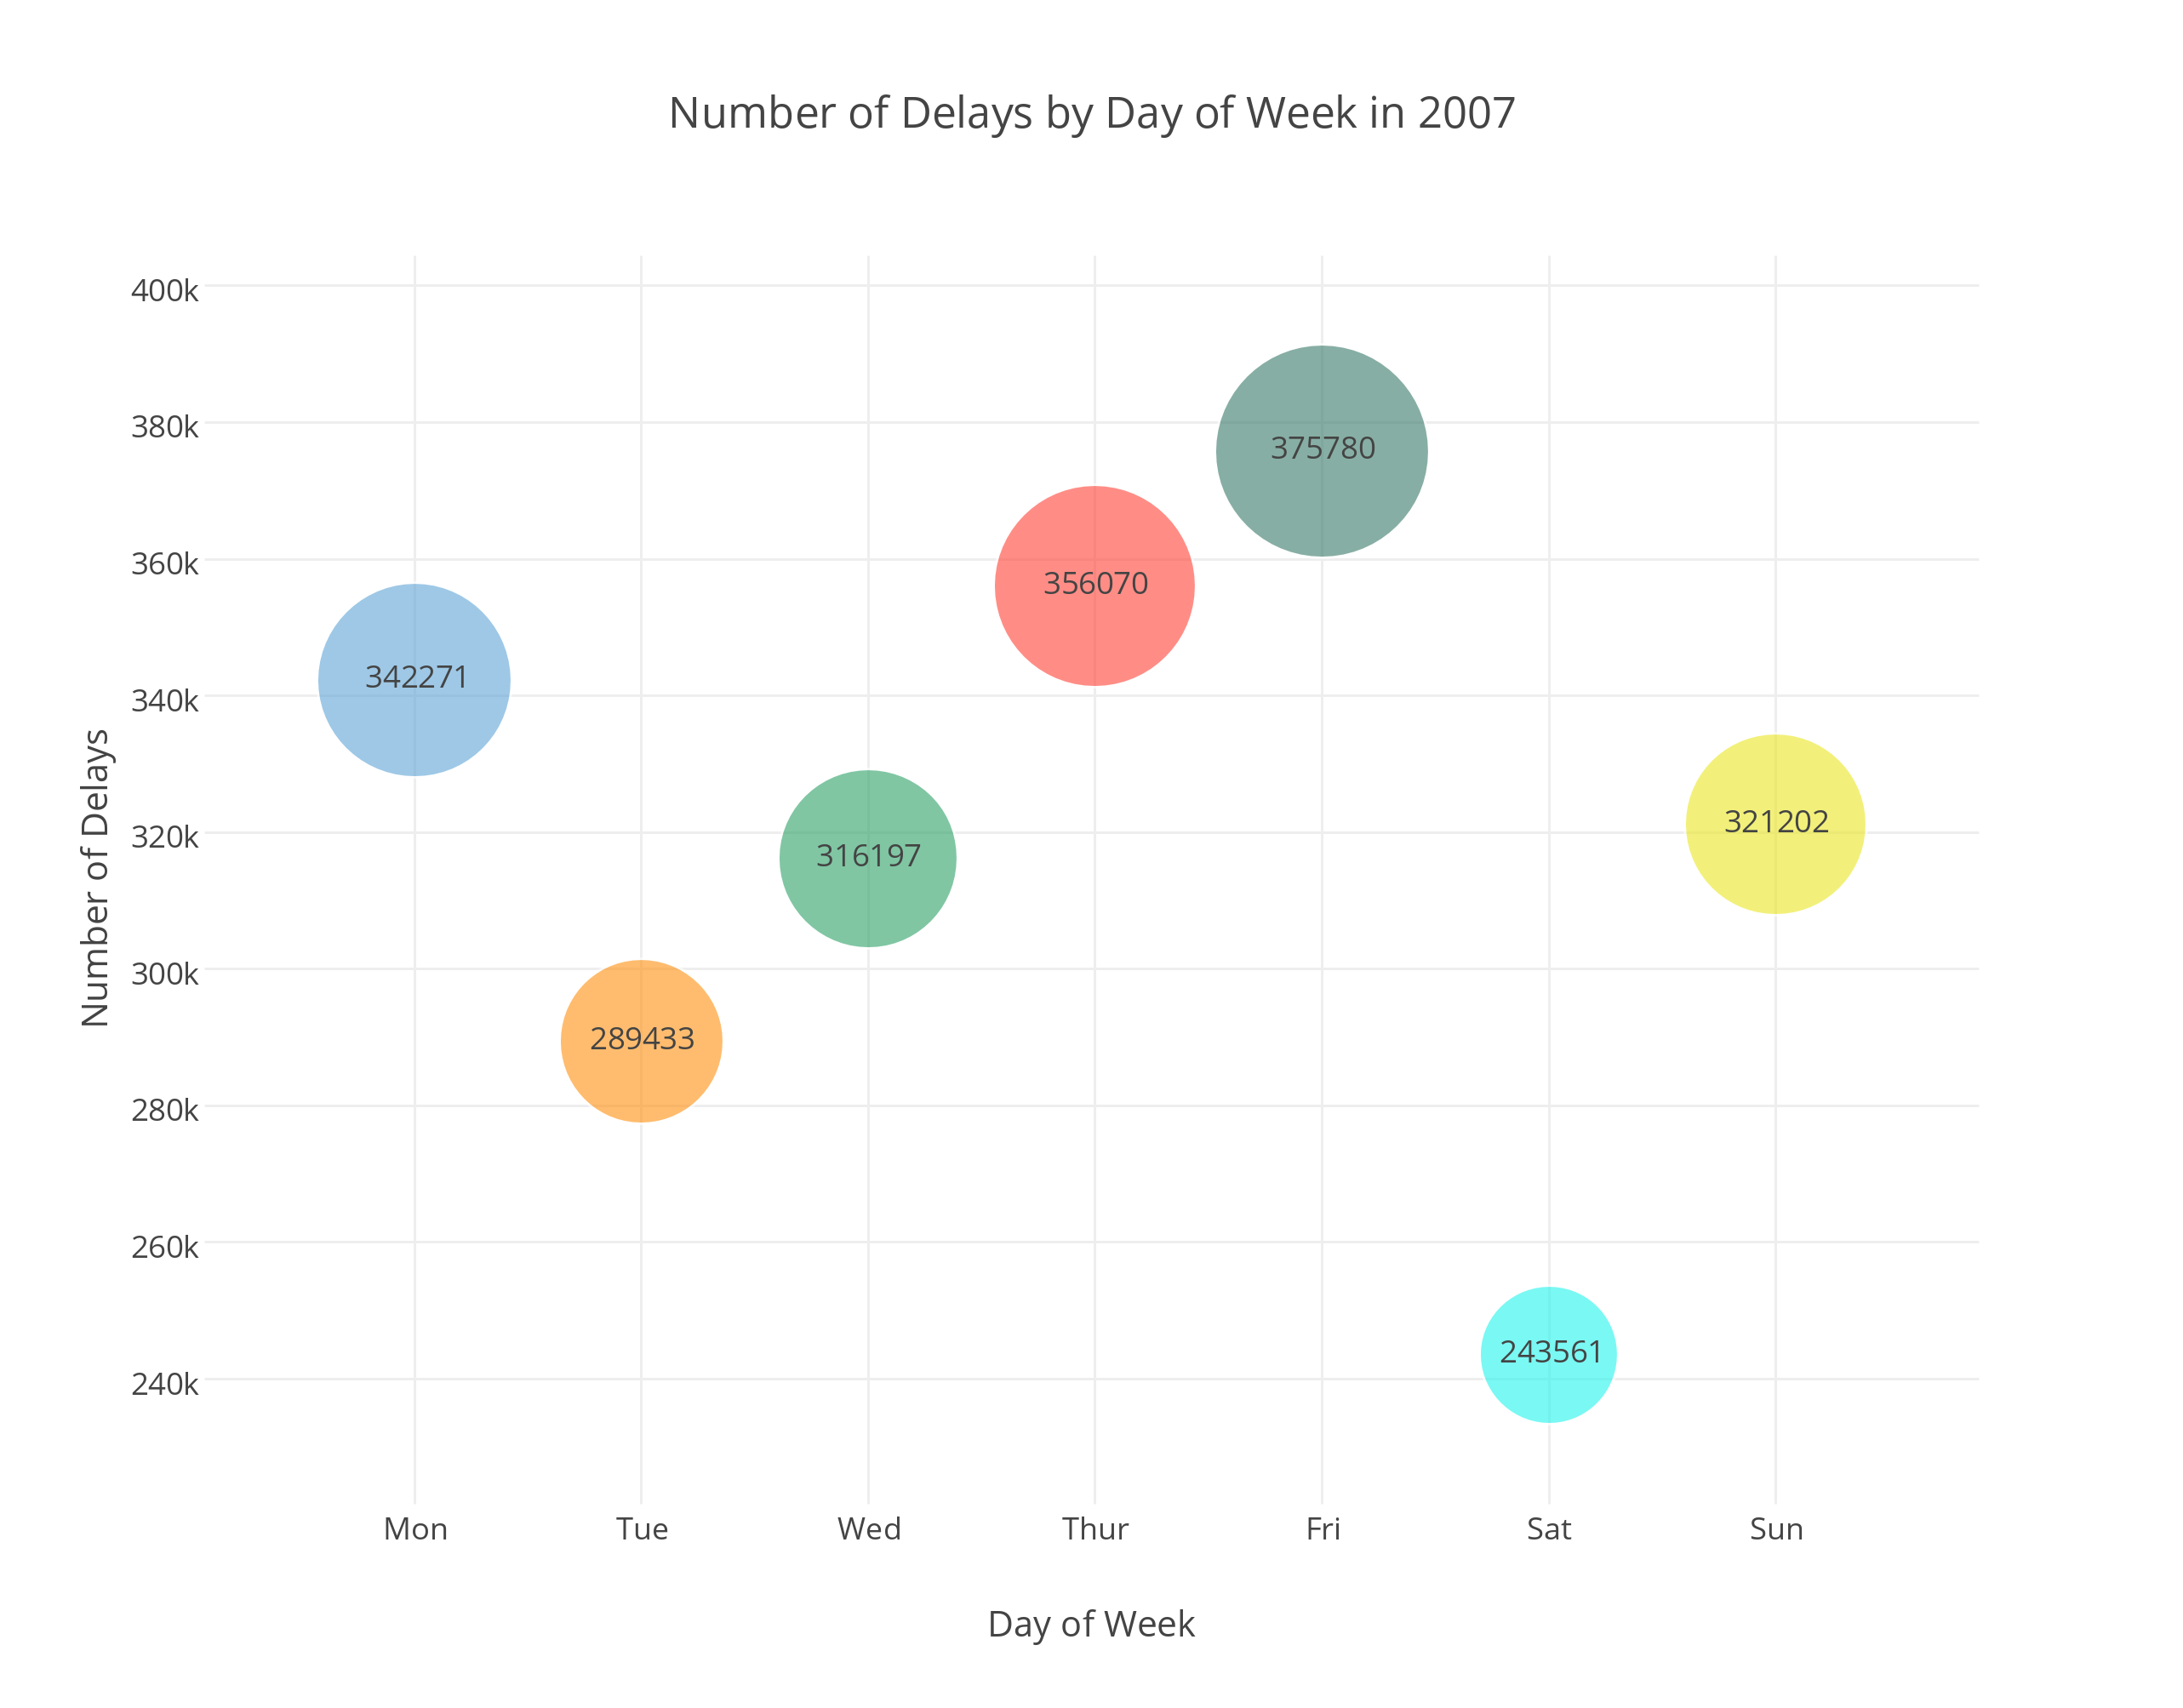 Number of Delays by Day of Week in 2007
400k
380k
360k
340k
320k
300k
280k
260k
240k
Number of Delays
342271
289433
316197
356070
375780
243561
321202
Mon Tue Wed Thur Fri Sat Sun
Day of Week